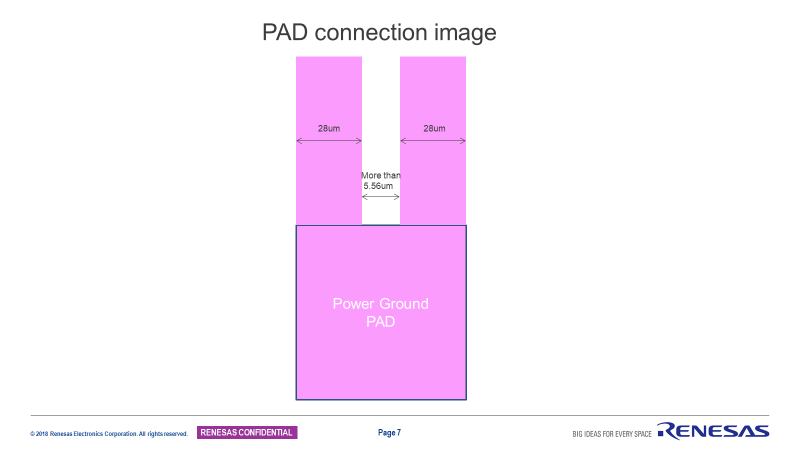 PAD connection image
28um
28um
More than
5.56um
Power Ground
PAD
© 2018 Renesas Electronics Corporation. All rights reserved.
RENESAS CONFIDENTIAL
Page 7
BIG IDEAS FOR EVERY SPACE
RENESAS